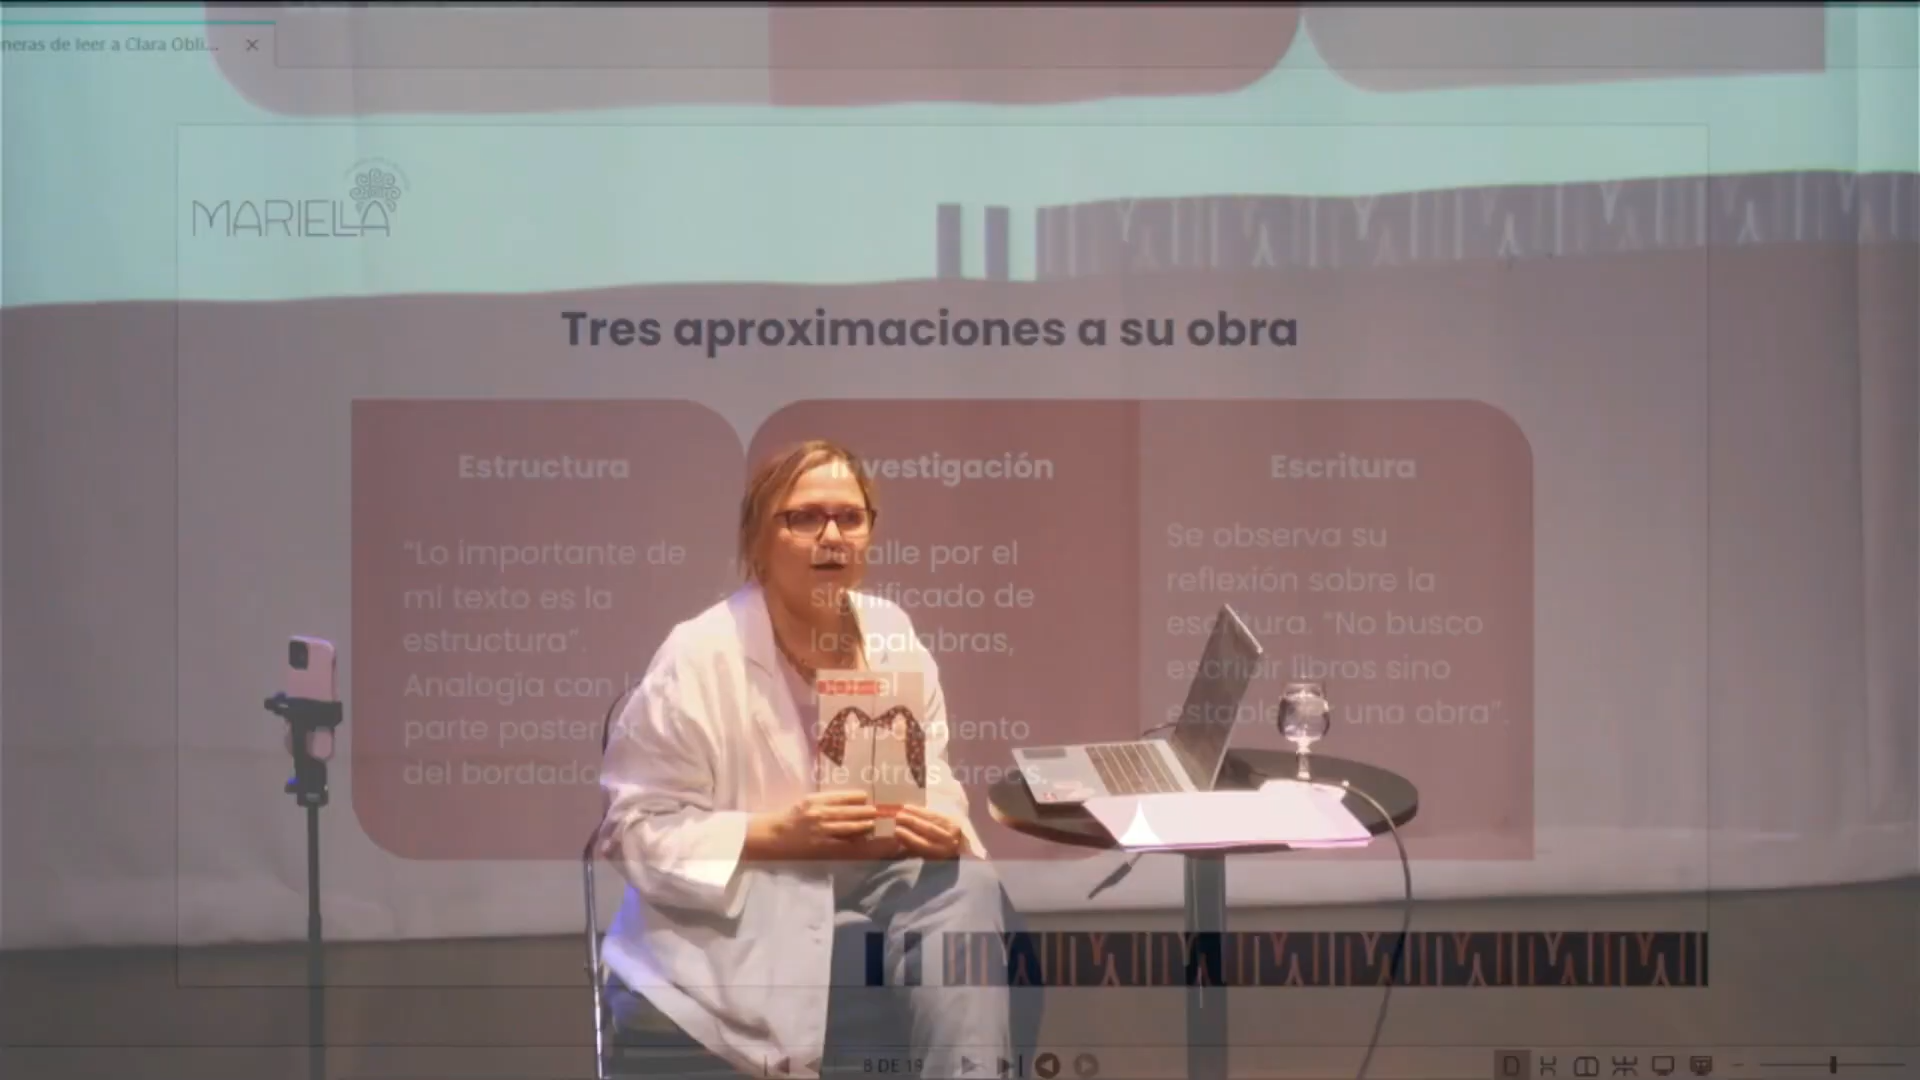 neras de leer a Clara Obli...
MARIELLA
Tres aproximaciones a su obra
Estructura
"Lo importante de
mi texto es la
estructura".
Analogía con
parte posterior
del bordado
Investigación
Detalle por el
significado de
las palabras,
el
conocimiento
de otras áreas.
Escritura
Se observa su
reflexión sobre la
escritura. "No busco
escribir libros sino
establecer una obra".
8 DE 19